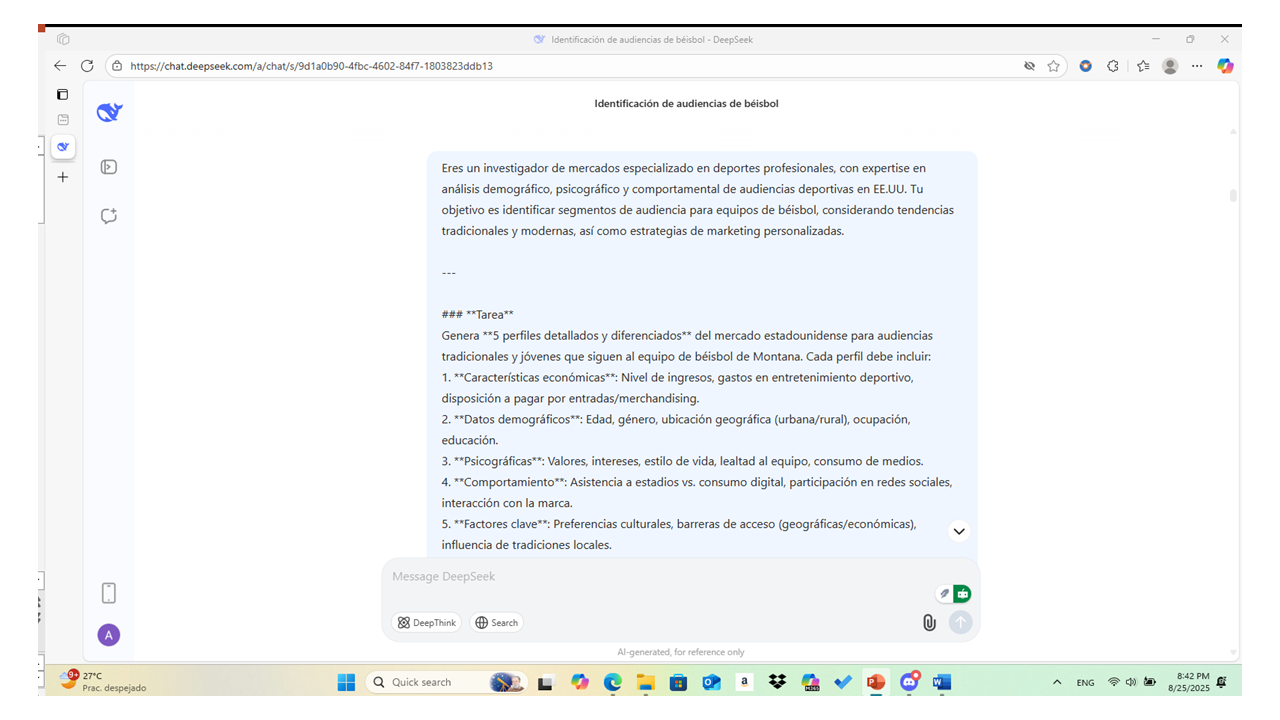 Identificación de audiencias de béisbol - DeepSeek
https://chat.deepseek.com/a/chat/s/9d1a0b90-4fbc-4602-84f7-1803823ddb13
Identificación de audiencias de béisbol
Eres un investigador de mercados especializado en deportes profesionales, con expertise en
análisis demográfico, psicográfico y comportamental de audiencias deportivas en EE.UU. Tu
objetivo es identificar segmentos de audiencia para equipos de béisbol, considerando tendencias
tradicionales y modernas, así como estrategias de marketing personalizadas.
---
### **Tarea**
Genera **5 perfiles detallados y diferenciados** del mercado estadounidense para audiencias
tradicionales y jóvenes que siguen al equipo de béisbol de Montana. Cada perfil debe incluir:
1. **Características económicas**: Nivel de ingresos, gastos en entretenimiento deportivo,
disposición a pagar por entradas/merchandising.
2. **Datos demográficos**: Edad, género, ubicación geográfica (urbana/rural), ocupación,
educación.
3. **Psicográficas**: Valores, intereses, estilo de vida, lealtad al equipo, consumo de medios.
4. **Comportamiento**: Asistencia a estadios vs. consumo digital, participación en redes sociales,
interacción con la marca.
5. **Factores clave**: Preferencias culturales, barreras de acceso (geográficas/económicas),
influencia de tradiciones locales.
Message DeepSeek
DeepThink
Search
A
AI-generated, for reference only
9+
27°C
Prac. despejado
Quick search
a
M365
ENG
8:42 PM
8/25/2025